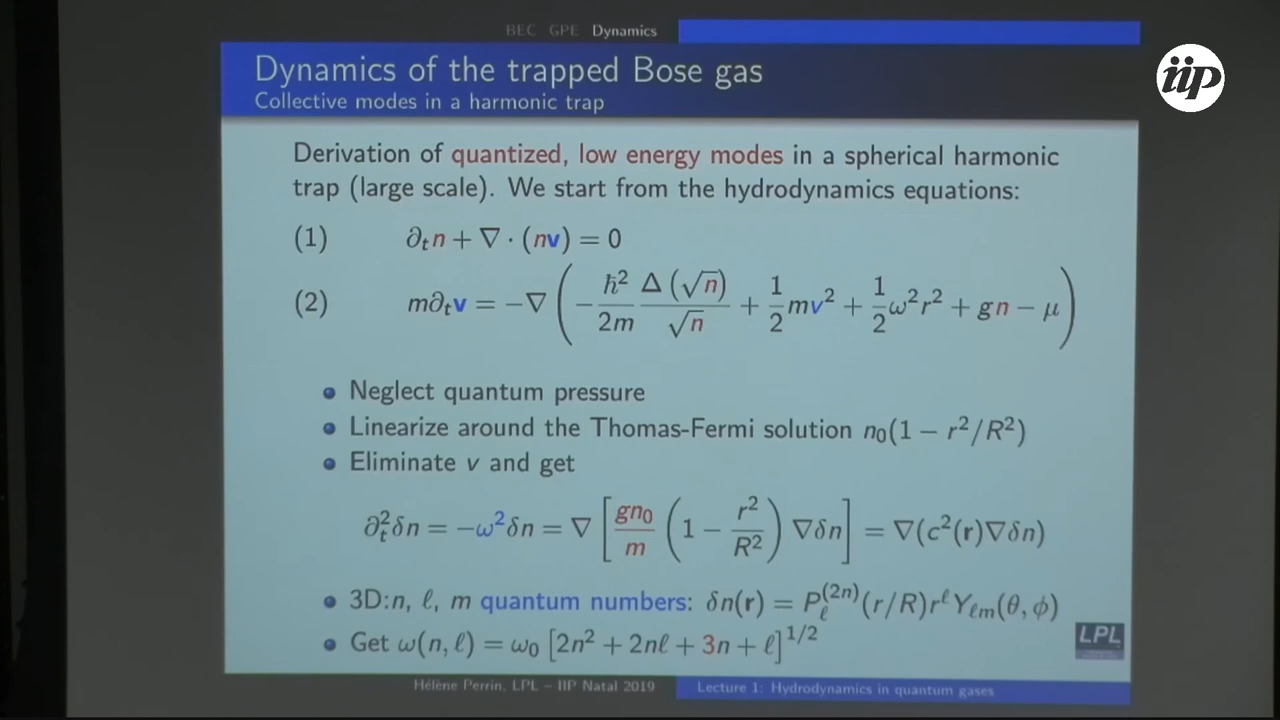 BEC GPE Dynamics
iip
Dynamics of the trapped Bose gas
Collective modes in a harmonic trap
Derivation of quantized, low energy modes in a spherical harmonic
trap (large scale). We start from the hydrodynamics equations:
(1) ∂ₜn + ∇ · (nv) = 0
(2) m∂ₜv = −∇ ( −ħ²/2m Δ(√n)/√n + 1/2 mv² + 1/2 ω²r² + gn − μ )
• Neglect quantum pressure
• Linearize around the Thomas-Fermi solution n₀(1 − r²/R²)
• Eliminate v and get
∂ₜ²δn = −ω²δn = ∇ [ gn₀/m ( 1 − r²/R² ) ∇δn ] = ∇(c²(r)∇δn)
• 3D:n, ℓ, m quantum numbers: δn(r) = P_ℓ^(2n)(r/R)r^ℓ Y_ℓm(θ, ϕ)
• Get ω(n, ℓ) = ω₀ [2n² + 2nℓ + 3n + ℓ]^1/2
LPL
Hélène Perrin, LPL – IIP Natal 2019 Lecture 1: Hydrodynamics in quantum gases